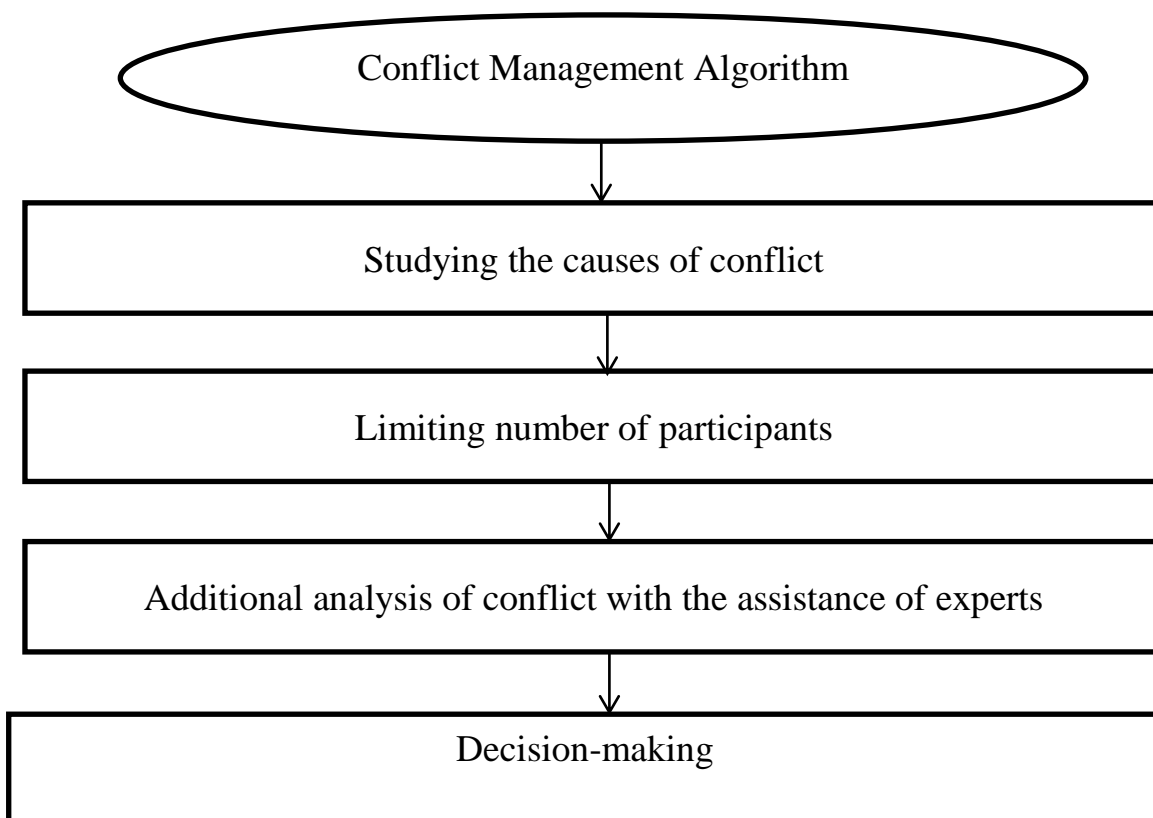 Conflict Management Algorithm
Studying the causes of conflict
Limiting number of participants
Additional analysis of conflict with the assistance of experts
Decision-making